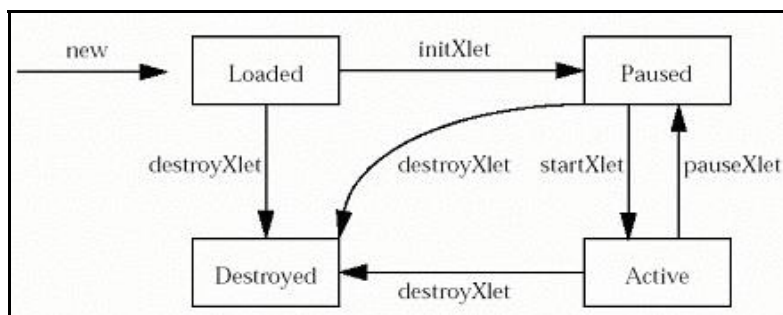 new
Loaded
initXlet
Paused
destroyXlet
destroyXlet
startXlet
pauseXlet
Destroyed
destroyXlet
Active